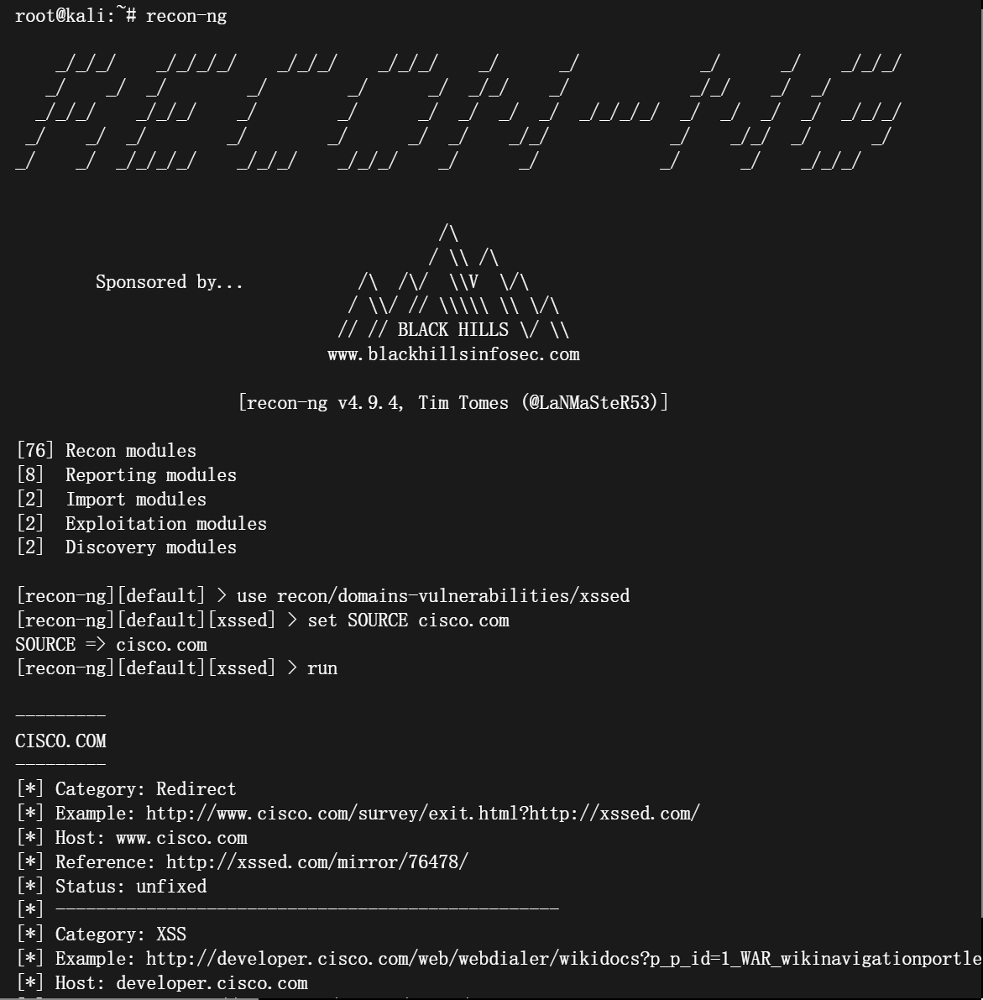 root@kali:~# recon-ng
Sponsored by...
BLACK HILLS
www.blackhillsinfosec.com
[recon-ng v4.9.4, Tim Tomes (@LaNMaSteR53)]
[76] Recon modules
[8]  Reporting modules
[2]  Import modules
[2]  Exploitation modules
[2]  Discovery modules
[recon-ng][default] > use recon/domains-vulnerabilities/xssed
[recon-ng][default][xssed] > set SOURCE cisco.com
SOURCE => cisco.com
[recon-ng][default][xssed] > run
---------
CISCO.COM
---------
[*] Category: Redirect
[*] Example: http://www.cisco.com/survey/exit.html?http://xssed.com/
[*] Host: www.cisco.com
[*] Reference: http://xssed.com/mirror/76478/
[*] Status: unfixed
[*] --------------------------------------------------
[*] Category: XSS
[*] Example: http://developer.cisco.com/web/webdialer/wikidocs?p_p_id=1_WAR_wikinavigationportle
[*] Host: developer.cisco.com